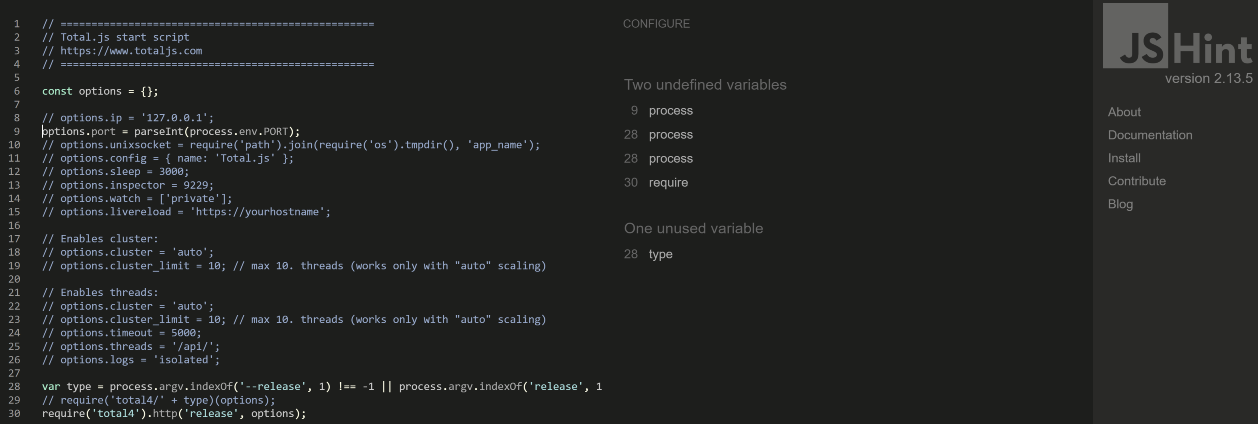 1 // ===================================================
2 // Total.js start script
3 // https://www.totaljs.com
4 // ===================================================
5
6 const options = {};
7
8 // options.ip = '127.0.0.1';
9 options.port = parseInt(process.env.PORT);
10 // options.unixsocket = require('path').join(require('os').tmpdir(), 'app_name');
11 // options.config = { name: 'Total.js' };
12 // options.sleep = 3000;
13 // options.inspector = 9229;
14 // options.watch = ['private'];
15 // options.livereload = 'https://yourhostname';
16
17 // Enables cluster:
18 // options.cluster = 'auto';
19 // options.cluster_limit = 10; // max 10. threads (works only with "auto" scaling)
20
21 // Enables threads:
22 // options.cluster = 'auto';
23 // options.cluster_limit = 10; // max 10. threads (works only with "auto" scaling)
24 // options.timeout = 5000;
25 // options.threads = '/api/';
26 // options.logs = 'isolated';
27
28 var type = process.argv.indexOf('--release', 1) !== -1 || process.argv.indexOf('release', 1
29 // require('total4/' + type)(options);
30 require('total4').http('release', options);
CONFIGURE
Two undefined variables
9 process
28 process
28 process
30 require
One unused variable
28 type
JSHint
version 2.13.5
About
Documentation
Install
Contribute
Blog